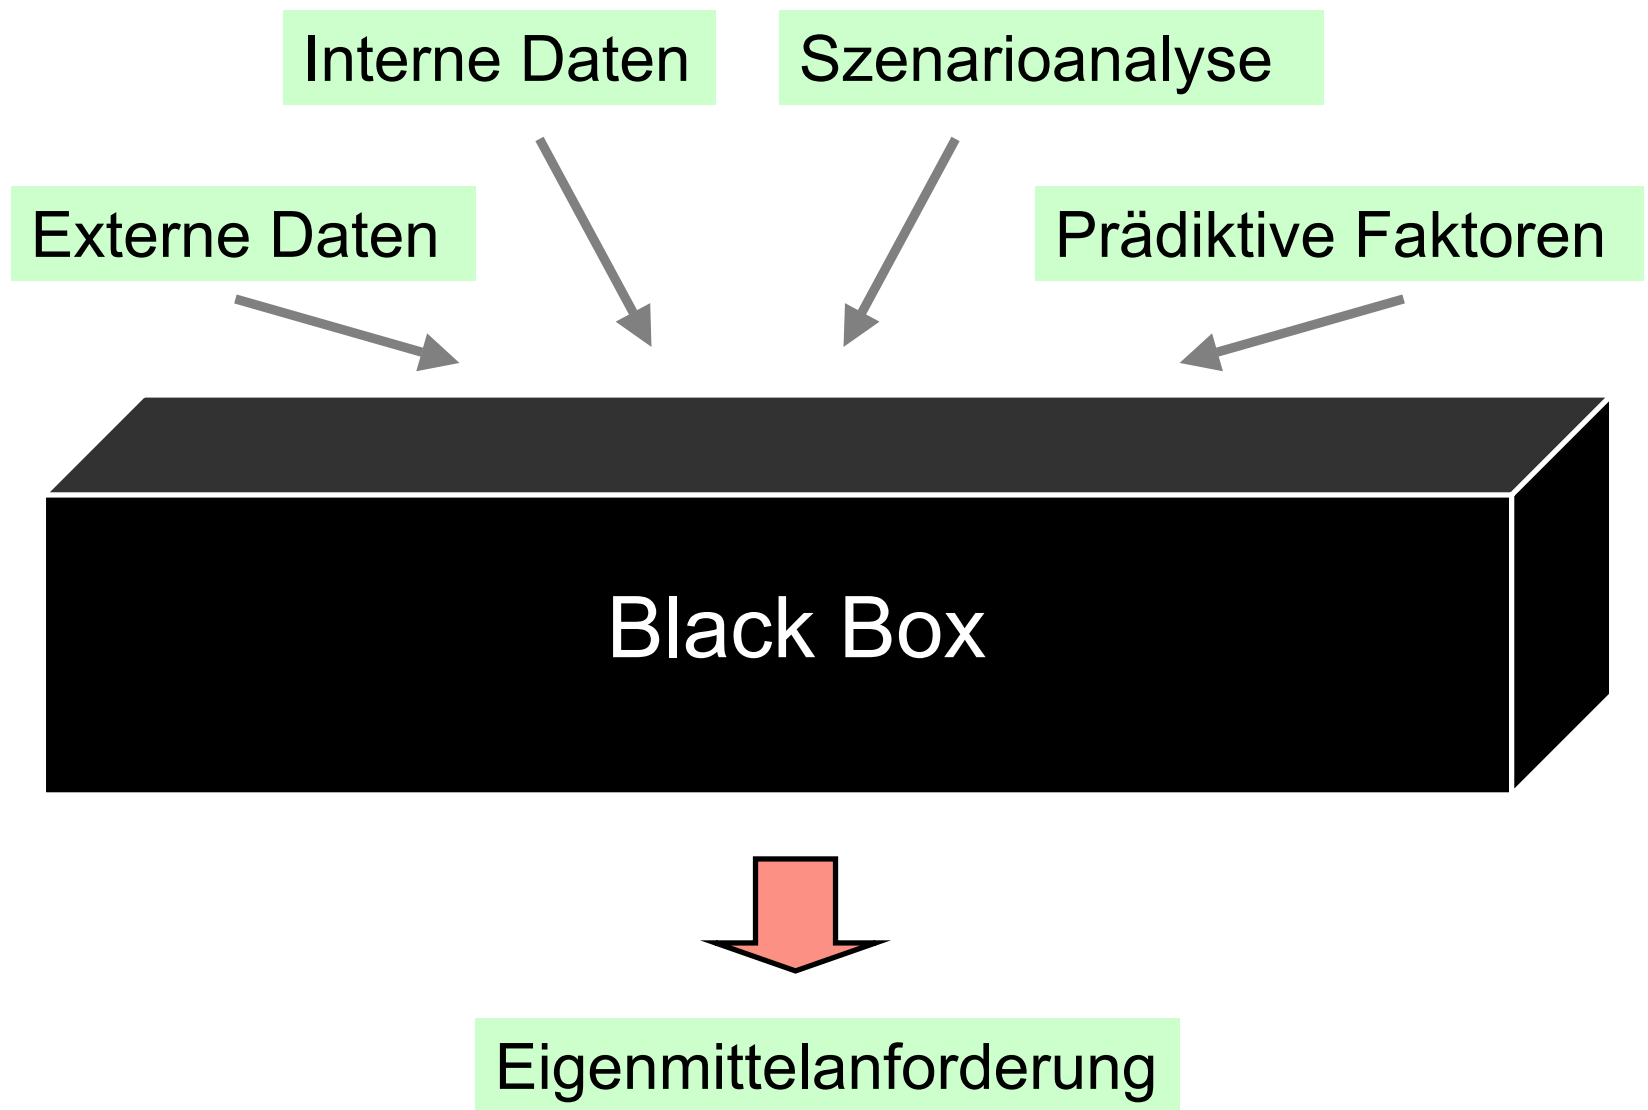 Interne Daten
Szenarioanalyse
Externe Daten
Prädiktive Faktoren
Black Box
Eigenmittelanforderung